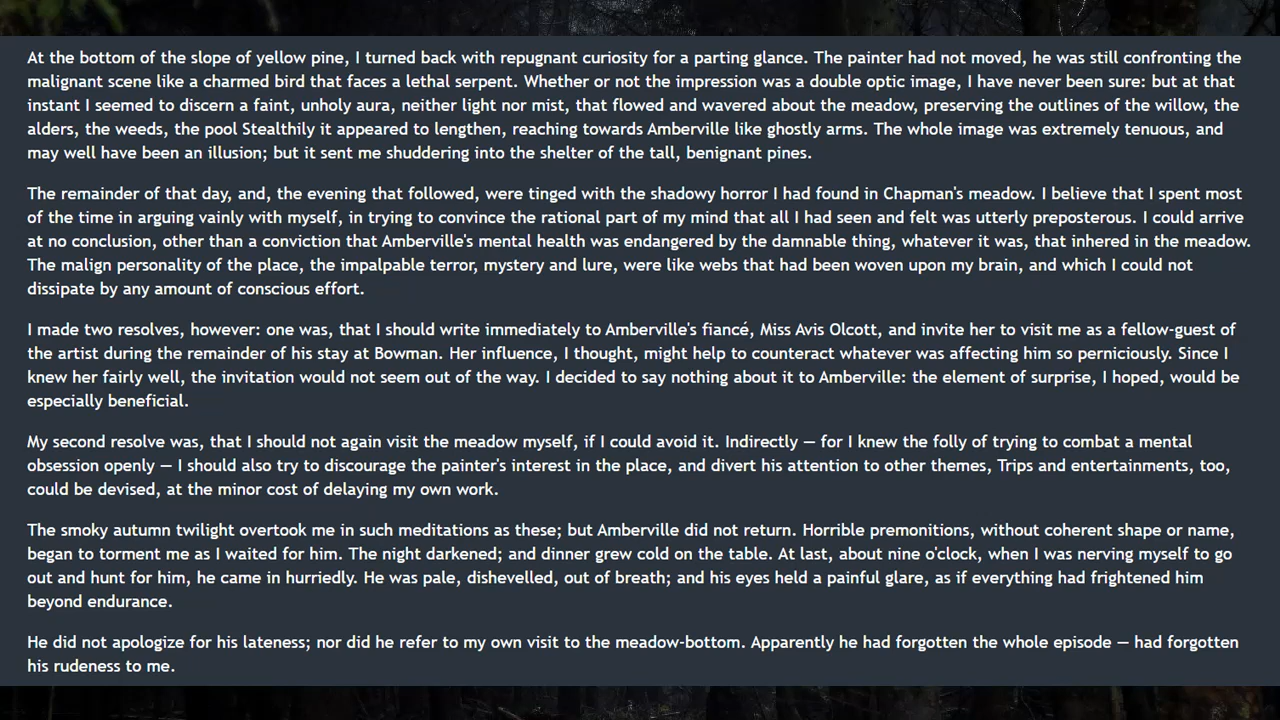 At the bottom of the slope of yellow pine, I turned back with repugnant curiosity for a parting glance. The painter had not moved, he was still confronting the
malignant scene like a charmed bird that faces a lethal serpent. Whether or not the impression was a double optic image, I have never been sure: but at that
instant I seemed to discern a faint, unholy aura, neither light nor mist, that flowed and wavered about the meadow, preserving the outlines of the willow, the
alders, the weeds, the pool Stealthily it appeared to lengthen, reaching towards Amberville like ghostly arms. The whole image was extremely tenuous, and
may well have been an illusion; but it sent me shuddering into the shelter of the tall, benignant pines.
The remainder of that day, and, the evening that followed, were tinged with the shadowy horror I had found in Chapman's meadow. I believe that I spent most
of the time in arguing vainly with myself, in trying to convince the rational part of my mind that all I had seen and felt was utterly preposterous. I could arrive
at no conclusion, other than a conviction that Amberville's mental health was endangered by the damnable thing, whatever it was, that inhered in the meadow.
The malign personality of the place, the impalpable terror, mystery and lure, were like webs that had been woven upon my brain, and which I could not
dissipate by any amount of conscious effort.
I made two resolves, however: one was, that I should write immediately to Amberville's fiancé, Miss Avis Olcott, and invite her to visit me as a fellow-guest of
the artist during the remainder of his stay at Bowman. Her influence, I thought, might help to counteract whatever was affecting him so perniciously. Since I
knew her fairly well, the invitation would not seem out of the way. I decided to say nothing about it to Amberville: the element of surprise, I hoped, would be
especially beneficial.
My second resolve was, that I should not again visit the meadow myself, if I could avoid it. Indirectly — for I knew the folly of trying to combat a mental
obsession openly — I should also try to discourage the painter's interest in the place, and divert his attention to other themes, Trips and entertainments, too,
could be devised, at the minor cost of delaying my own work.
The smoky autumn twilight overtook me in such meditations as these; but Amberville did not return. Horrible premonitions, without coherent shape or name,
began to torment me as I waited for him. The night darkened; and dinner grew cold on the table. At last, about nine o'clock, when I was nerving myself to go
out and hunt for him, he came in hurriedly. He was pale, dishevelled, out of breath; and his eyes held a painful glare, as if everything had frightened him
beyond endurance.
He did not apologize for his lateness; nor did he refer to my own visit to the meadow-bottom. Apparently he had forgotten the whole episode — had forgotten
his rudeness to me.